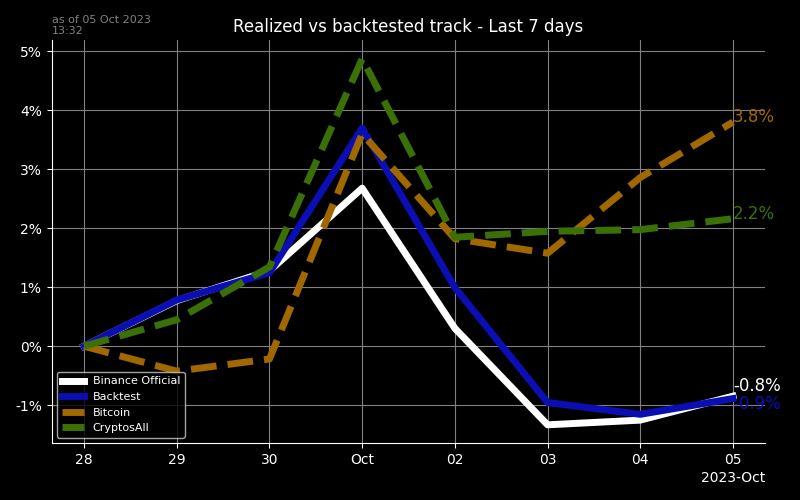 as of 05 Oct 2023
13:32
Realized vs backtested track - Last 7 days
5%
4%
3%
2%
1%
0%
-1%
3.8%
2.2%
-0.8%
-0.9%
Binance Official
Backtest
Bitcoin
CryptosAll
28
29
30
Oct
02
03
04
05
2023-Oct